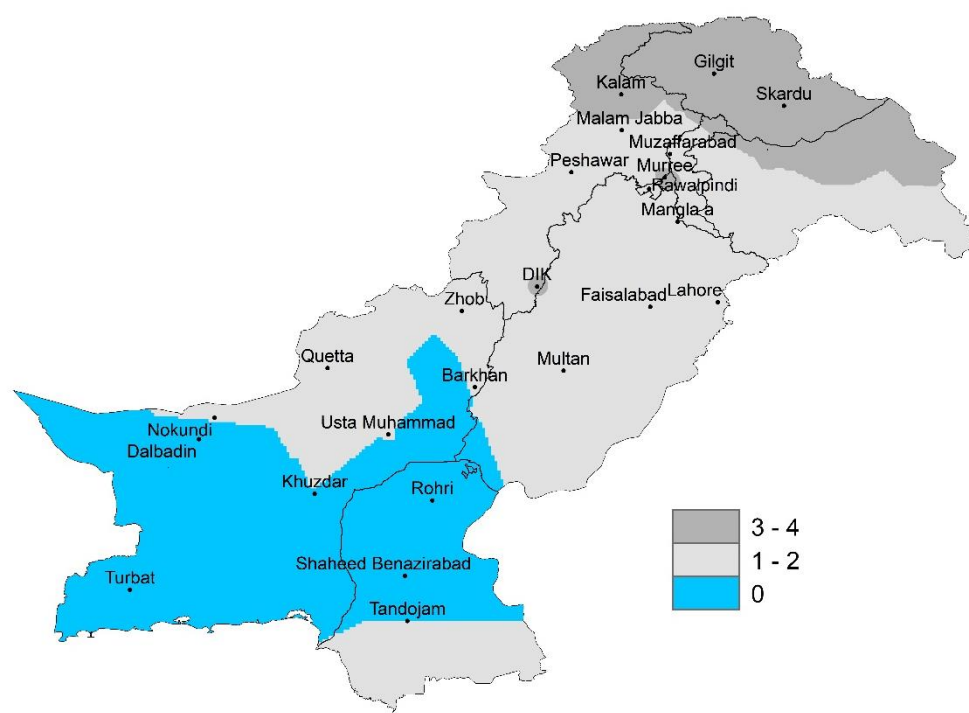 Gilgit
Kalam
Skardu
Malam Jabba
Muzaffarabad
Peshawar
Murree
Rawalpindi
Mangla a
DIK
Faisalabad
Lahore
Zhob
Quetta
Multan
Barkhan
Usta Muhammad
Nokundi
Dalbadin
Khuzdar
Rohri
3 - 4
1 - 2
0
Shaheed Benazirabad
Turbat
Tandojam